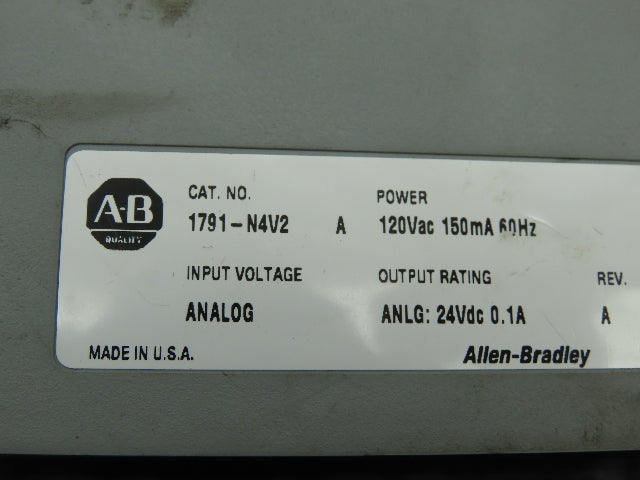 A-B
QUALITY
CAT. NO.
1791-N4V2 A
POWER
120Vac 150mA 60Hz
INPUT VOLTAGE
ANALOG
OUTPUT RATING
ANLG: 24Vdc 0.1A
REV.
A
MADE IN U.S.A.
Allen-Bradley